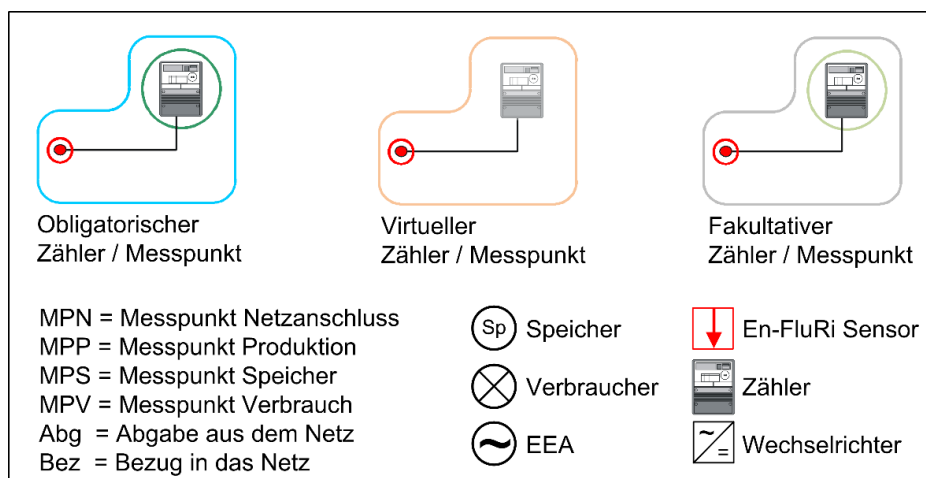 Obligatorischer
Zähler / Messpunkt
Virtueller
Zähler / Messpunkt
Fakultativer
Zähler / Messpunkt
MPN = Messpunkt Netzanschluss
MPP = Messpunkt Produktion
MPS = Messpunkt Speicher
MPV = Messpunkt Verbrauch
Abg = Abgabe aus dem Netz
Bez = Bezug in das Netz
Sp Speicher
Verbraucher
EEA
En-FluRi Sensor
Zähler
Wechselrichter